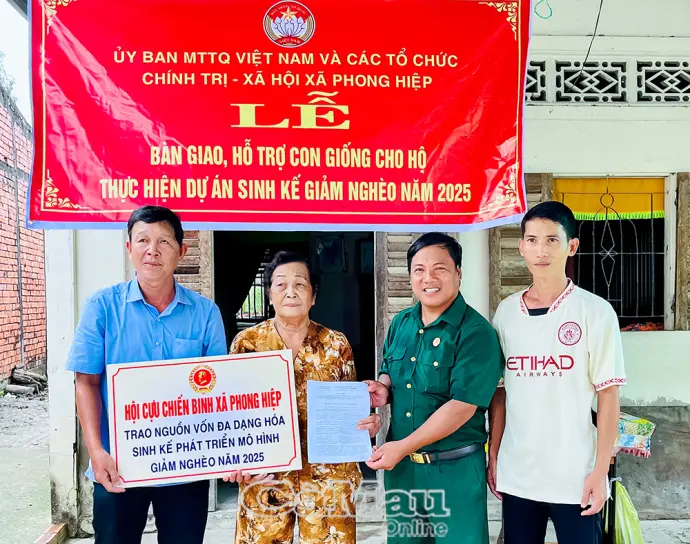 ỦY BAN MTTQ VIỆT NAM VÀ CÁC TỔ CHỨC
CHÍNH TRỊ - XÃ HỘI XÃ PHONG HIỆP
LỄ
BÀN GIAO, HỖ TRỢ CON GIỐNG CHO HỘ
THỰC HIỆN DỰ ÁN SINH KẾ GIẢM NGHÈO NĂM 2025
HỘI CỰU CHIẾN BINH XÃ PHONG HIỆP
TRAO NGUỒN VỐN ĐA DẠNG HÓA
SINH KẾ PHÁT TRIỂN MÔ HÌNH
GIẢM NGHÈO NĂM 2025
ETIHAD
AIRWAYS
Cà Mau
Online